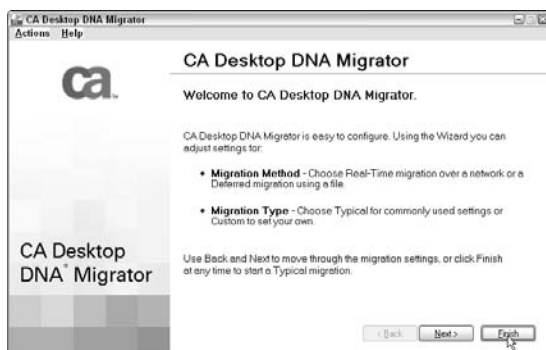 CA Desktop DNA Migrator
Actions Help
ca
CA Desktop DNA Migrator
Welcome to CA Desktop DNA Migrator.
CA Desktop DNA Migrator is easy to configure. Using the Wizard you can
adjust settings for:
• Migration Method - Choose Real-Time migration over a network or a
Deferred migration using a file.
• Migration Type - Choose Typical for commonly used settings or
Custom to set your own.
Use Back and Next to move through the migration settings, or click Finish
at any time to start a Typical migration.
CA Desktop
DNA Migrator
< Back Next > Finish